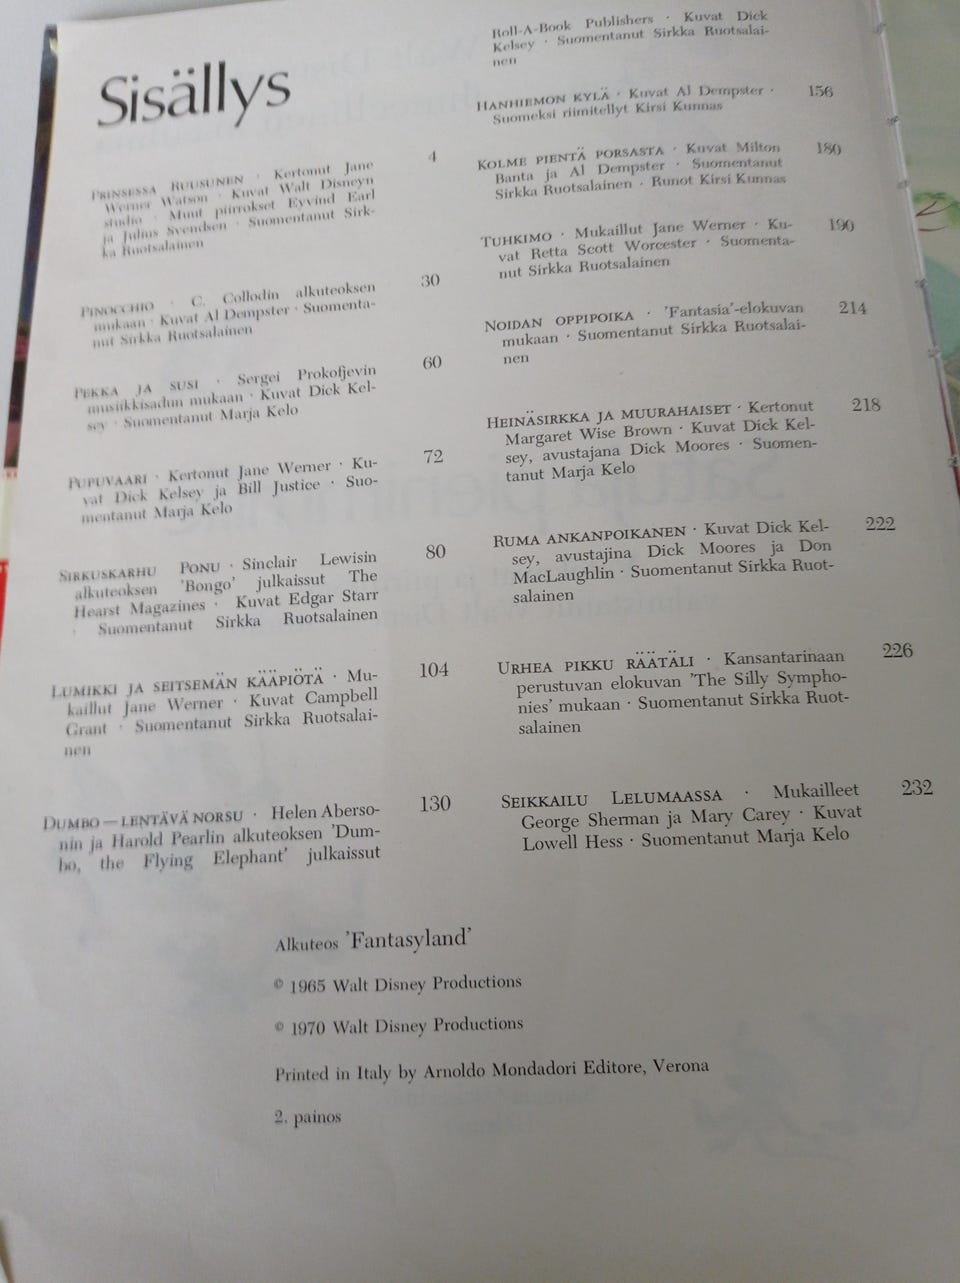 Sisällys
PRINSESSA RUUSUNEN · Kertonut Jane 4
Werner Watson · Kuvat Walt Disneyn
studio · Muut piirrokset Eyvind Earl
ja Julius Svendsen · Suomentanut Sirk-
ka Ruotsalainen
PINOCCHIO · C. Collodin alkuteoksen 30
mukaan · Kuvat Al Dempster · Suomenta-
nut Sirkka Ruotsalainen
PEKKA JA SUSI · Sergei Prokofjevin 60
musiikkisadun mukaan · Kuvat Dick Kel-
sey · Suomentanut Marja Kelo
PUPUVAARI · Kertonut Jane Werner · Ku- 72
vat Dick Kelsey ja Bill Justice · Suo-
mentanut Marja Kelo
SIRKUSKARHU PONU · Sinclair Lewisin 80
alkuteoksen 'Bongo' julkaissut The
Hearst Magazines · Kuvat Edgar Starr
· Suomentanut Sirkka Ruotsalainen
LUMIKKI JA SEITSEMÄN KÄÄPIÖTÄ · Mu- 104
kaillut Jane Werner · Kuvat Campbell
Grant · Suomentanut Sirkka Ruotsalai-
nen
DUMBO — LENTÄVÄ NORSU · Helen Aberso- 130
nin ja Harold Pearlin alkuteoksen 'Dum-
bo, the Flying Elephant' julkaissut
Roll-A-Book Publishers · Kuvat Dick
Kelsey · Suomentanut Sirkka Ruotsalai-
nen
HANHIEMON KYLÄ · Kuvat Al Dempster · 156
Suomeksi riimitellyt Kirsi Kunnas
KOLME PIENTÄ PORSASTA · Kuvat Milton 180
Banta ja Al Dempster · Suomentanut
Sirkka Ruotsalainen · Runot Kirsi Kunnas
TUHKIMO · Mukaillut Jane Werner · Ku- 190
vat Retta Scott Worcester · Suomenta-
nut Sirkka Ruotsalainen
NOIDAN OPPIPOIKA · 'Fantasia'-elokuvan 214
mukaan · Suomentanut Sirkka Ruotsalai-
nen
HEINÄSIRKKA JA MUURAHAISET · Kertonut 218
Margaret Wise Brown · Kuvat Dick Kel-
sey, avustajana Dick Moores · Suomen-
tanut Marja Kelo
RUMA ANKANPOIKANEN · Kuvat Dick Kel- 222
sey, avustajina Dick Moores ja Don
MacLaughlin · Suomentanut Sirkka Ruot-
salainen
URHEA PIKKU RÄÄTÄLI · Kansantarinaan 226
perustuvan elokuvan 'The Silly Sympho-
nies' mukaan · Suomentanut Sirkka Ruot-
salainen
SEIKKAILU LELUMAASSA · Mukailleet 232
George Sherman ja Mary Carey · Kuvat
Lowell Hess · Suomentanut Marja Kelo
Alkuteos 'Fantasyland'
© 1965 Walt Disney Productions
© 1970 Walt Disney Productions
Printed in Italy by Arnoldo Mondadori Editore, Verona
2. painos